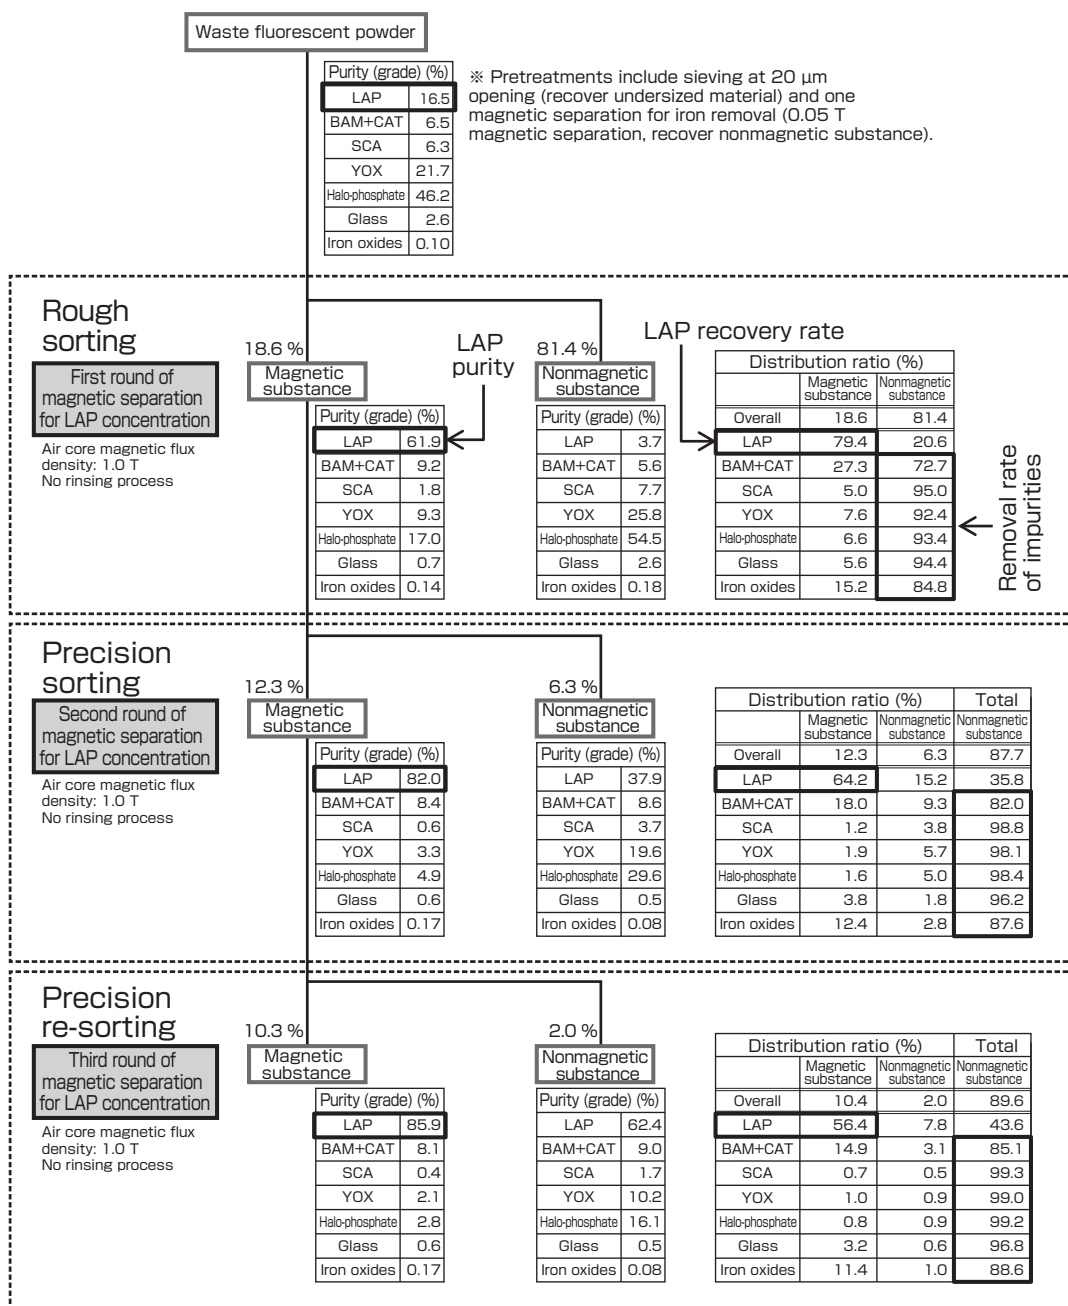 Waste fluorescent powder
Purity (grade) (%)
LAP 16.5
BAM+CAT 6.5
SCA 6.3
YOX 21.7
Halo-phosphate 46.2
Glass 2.6
Iron oxides 0.10
※ Pretreatments include sieving at 20 µm
opening (recover undersized material) and one
magnetic separation for iron removal (0.05 T
magnetic separation, recover nonmagnetic substance).
Rough
sorting
First round of
magnetic separation
for LAP concentration
Air core magnetic flux
density: 1.0 T
No rinsing process
18.6 %
Magnetic
substance
Purity (grade) (%)
LAP 61.9
BAM+CAT 9.2
SCA 1.8
YOX 9.3
Halo-phosphate 17.0
Glass 0.7
Iron oxides 0.14
LAP
purity
81.4 %
Nonmagnetic
substance
Purity (grade) (%)
LAP 3.7
BAM+CAT 5.6
SCA 7.7
YOX 25.8
Halo-phosphate 54.5
Glass 2.6
Iron oxides 0.18
LAP recovery rate
Distribution ratio (%)
Magnetic substance Nonmagnetic substance
Overall 18.6 81.4
LAP 79.4 20.6
BAM+CAT 27.3 72.7
SCA 5.0 95.0
YOX 7.6 92.4
Halo-phosphate 6.6 93.4
Glass 5.6 94.4
Iron oxides 15.2 84.8
Removal rate
of impurities
Precision
sorting
Second round of
magnetic separation
for LAP concentration
Air core magnetic flux
density: 1.0 T
No rinsing process
12.3 %
Magnetic
substance
Purity (grade) (%)
LAP 82.0
BAM+CAT 8.4
SCA 0.6
YOX 3.3
Halo-phosphate 4.9
Glass 0.6
Iron oxides 0.17
6.3 %
Nonmagnetic
substance
Purity (grade) (%)
LAP 37.9
BAM+CAT 8.6
SCA 3.7
YOX 19.6
Halo-phosphate 29.6
Glass 0.5
Iron oxides 0.08
Distribution ratio (%) Total
Magnetic substance Nonmagnetic substance Nonmagnetic substance
Overall 12.3 6.3 87.7
LAP 64.2 15.2 35.8
BAM+CAT 18.0 9.3 82.0
SCA 1.2 3.8 98.8
YOX 1.9 5.7 98.1
Halo-phosphate 1.6 5.0 98.4
Glass 3.8 1.8 96.2
Iron oxides 12.4 2.8 87.6
Precision
re-sorting
Third round of
magnetic separation
for LAP concentration
Air core magnetic flux
density: 1.0 T
No rinsing process
10.3 %
Magnetic
substance
Purity (grade) (%)
LAP 85.9
BAM+CAT 8.1
SCA 0.4
YOX 2.1
Halo-phosphate 2.8
Glass 0.6
Iron oxides 0.17
2.0 %
Nonmagnetic
substance
Purity (grade) (%)
LAP 62.4
BAM+CAT 9.0
SCA 1.7
YOX 10.2
Halo-phosphate 16.1
Glass 0.5
Iron oxides 0.08
Distribution ratio (%) Total
Magnetic substance Nonmagnetic substance Nonmagnetic substance
Overall 10.4 2.0 89.6
LAP 56.4 7.8 43.6
BAM+CAT 14.9 3.1 85.1
SCA 0.7 0.5 99.3
YOX 1.0 0.9 99.0
Halo-phosphate 0.8 0.9 99.2
Glass 3.2 0.6 96.8
Iron oxides 11.4 1.0 88.6